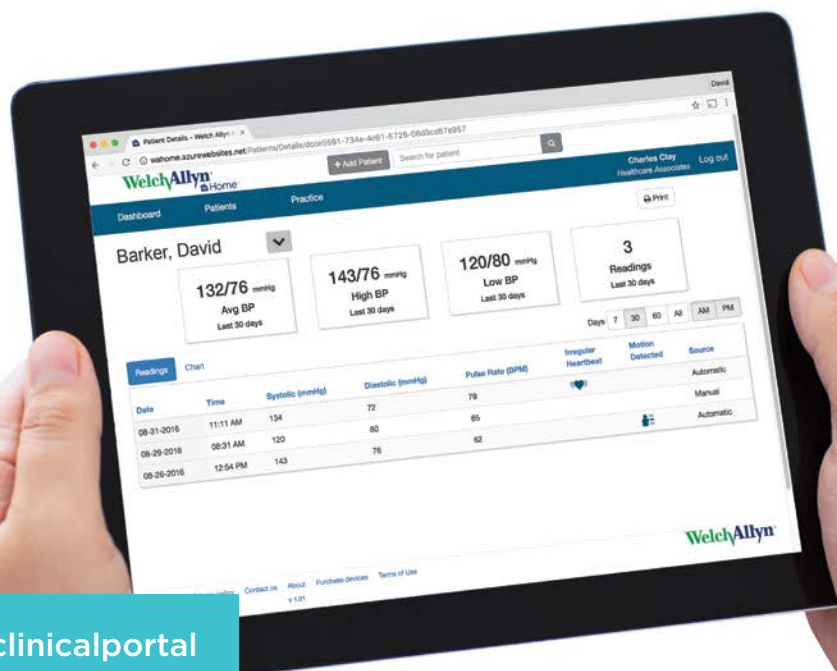 David
Patient Details - Welch Allyn
wahome.azurewebsites.net/Patients/Details/
WelchAllyn®
Home
+ Add Patient
Search for patient
Charles Clay
Healthcare Associates
Log out
Dashboard
Patients
Practice
Print
Barker, David
132/76 mmHg
Avg BP
Last 30 days
143/76 mmHg
High BP
Last 30 days
120/80 mmHg
Low BP
Last 30 days
3
Readings
Last 30 days
Days 7 30 60 All AM PM
Readings Chart
Date Time Systolic (mmHg) Diastolic (mmHg) Pulse Rate (BPM) Irregular Heartbeat Motion Detected Source
08-31-2016 11:11 AM 134 72 79 Automatic
08-29-2016 08:31 AM 120 80 65 Manual
08-26-2016 12:54 PM 143 76 62 Automatic
WelchAllyn®
policy Contact us About Purchase devices Terms of Use
clinicalportal